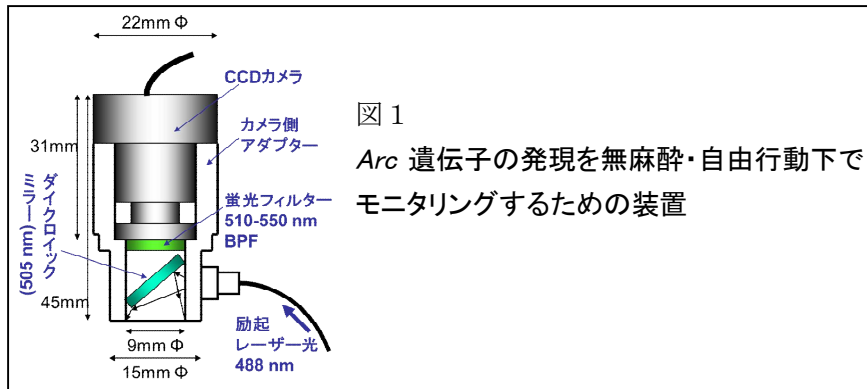 22mm Φ
CCDカメラ
カメラ側
アダプター
31mm
蛍光フィルター
510-550 nm
BPF
ダイクロイック
ミラー(505 nm)
45mm
励起
レーザー光
488 nm
9mm Φ
15mm Φ
図1
Arc 遺伝子の発現を無麻酔・自由行動下で
モニタリングするための装置